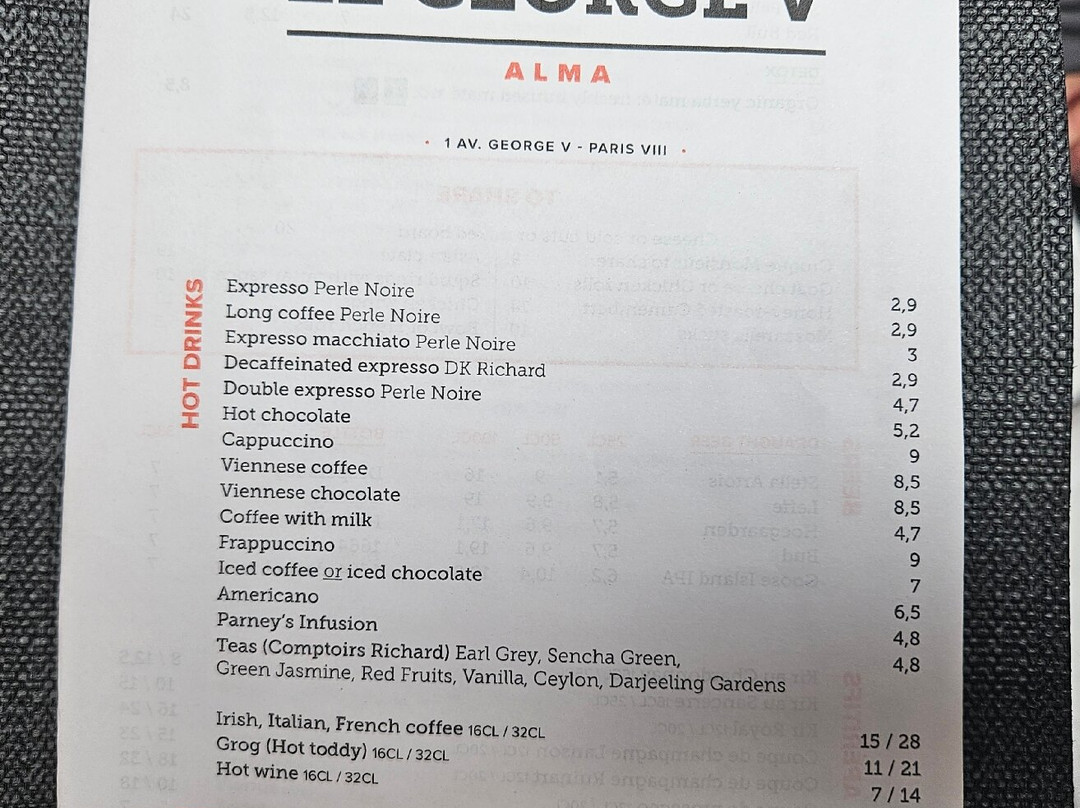 LE GEORGE V
ALMA
• 1 AV. GEORGE V - PARIS VIII •
HOT DRINKS
Expresso Perle Noire 2,9
Long coffee Perle Noire 2,9
Expresso macchiato Perle Noire 3
Decaffeinated expresso DK Richard 2,9
Double expresso Perle Noire 4,7
Hot chocolate 5,2
Cappuccino 9
Viennese coffee 8,5
Viennese chocolate 8,5
Coffee with milk 4,7
Frappuccino 9
Iced coffee or iced chocolate 7
Americano 6,5
Parney's Infusion 4,8
Teas (Comptoirs Richard) Earl Grey, Sencha Green, 4,8
Green Jasmine, Red Fruits, Vanilla, Ceylon, Darjeeling Gardens
Irish, Italian, French coffee 16CL / 32CL 15 / 28
Grog (Hot toddy) 16CL / 32CL 11 / 21
Hot wine 16CL / 32CL 7 / 14